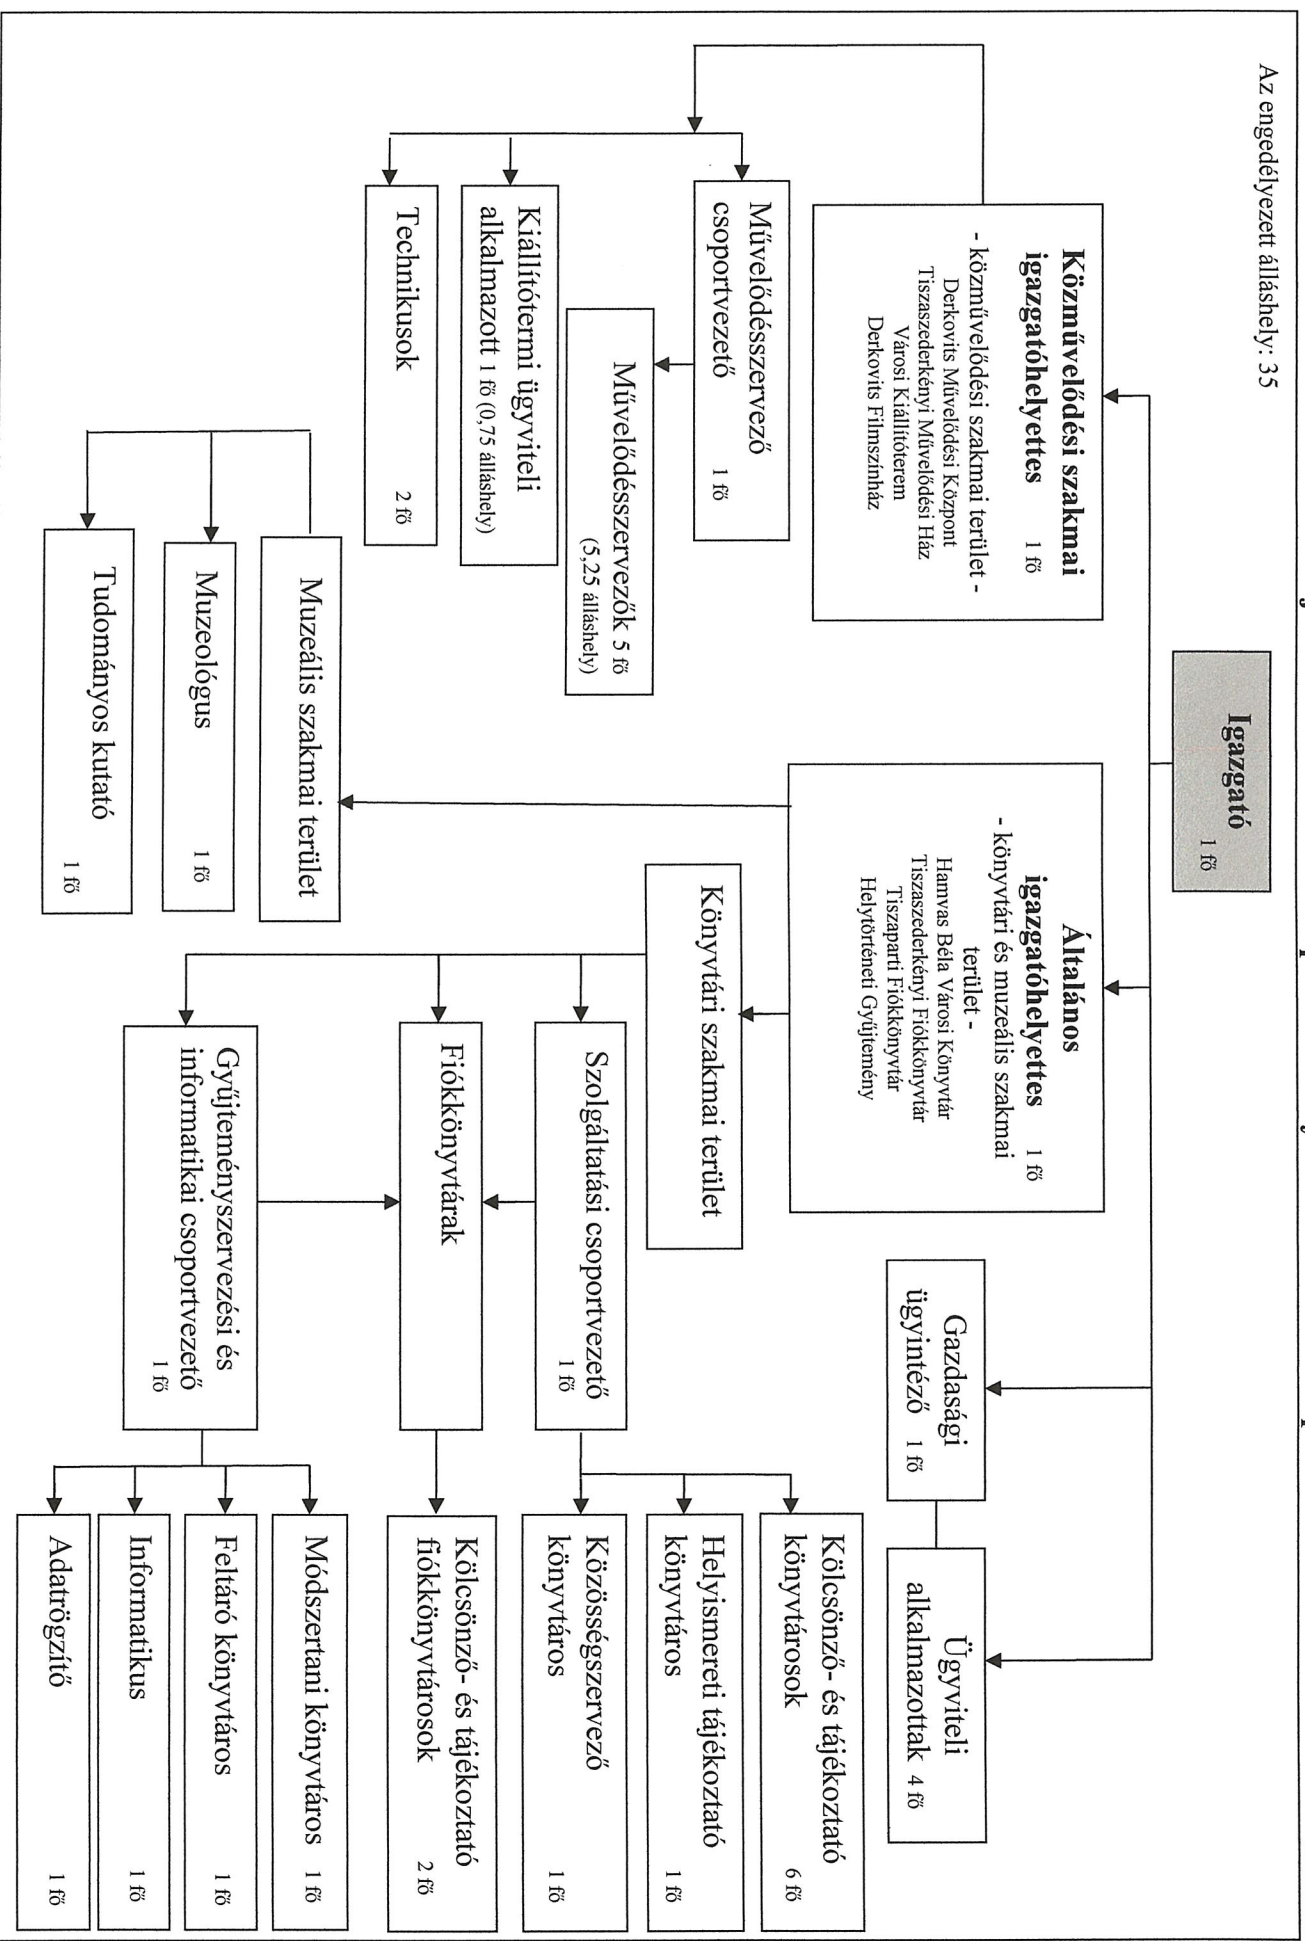 Az engedélyezett álláshely: 35
Igazgató
1 fő
Közművelődési szakmai
igazgatóhelyettes 1 fő
- közművelődési szakmai terület -
Derkovits Művelődési Központ
Tiszaszederkényi Művelődési Ház
Városi Kiállítóterem
Derkovits Filmszínház
Általános
igazgatóhelyettes 1 fő
- könyvtári és muzeális szakmai
terület -
Hamvas Béla Városi Könyvtár
Tiszaszederkényi Fiókkönyvtár
Tiszaparti Fiókkönyvtár
Helytörténeti Gyűjtemény
Gazdasági
ügyintéző 1 fő
Ügyviteli
alkalmazottak 4 fő
Művelődésszervező
csoportvezető 1 fő
Művelődésszervezők 5 fő
(5,25 álláshely)
Kiállítótermi ügyviteli
alkalmazott 1 fő (0,75 álláshely)
Technikusok 2 fő
Muzeális szakmai terület
Muzeológus 1 fő
Tudományos kutató
1 fő
Könyvtári szakmai terület
Szolgáltatási csoportvezető
1 fő
Fiókkönyvtárak
Gyűjteményszervezési és
informatikai csoportvezető
1 fő
Kölcsönző- és tájékoztató
könyvtárosok 6 fő
Helyismereti tájékoztató
könyvtáros 1 fő
Közösségszervező
könyvtáros 1 fő
Kölcsönző- és tájékoztató
fiókkönyvtárosok 2 fő
Módszertani könyvtáros 1 fő
Feltáró könyvtáros 1 fő
Informatikus 1 fő
Adatrögzítő 1 fő